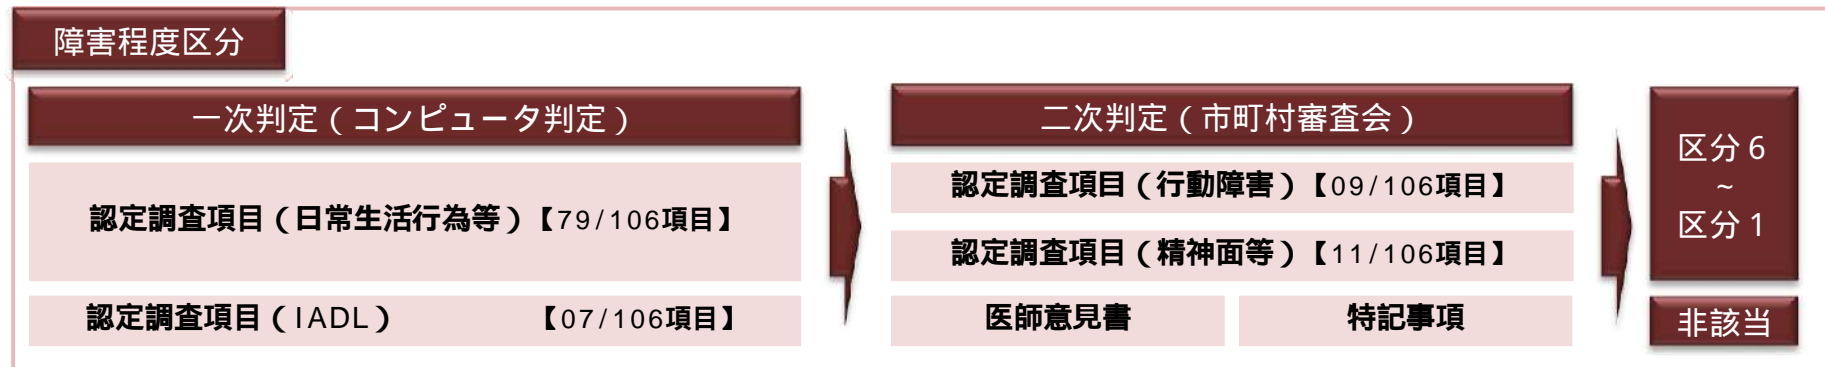 障害程度区分
一次判定（コンピュータ判定）
認定調査項目（日常生活行為等）【79/106項目】
認定調査項目（IADL）【07/106項目】
二次判定（市町村審査会）
認定調査項目（行動障害）【09/106項目】
認定調査項目（精神面等）【11/106項目】
医師意見書
特記事項
区分６
~
区分１
非該当